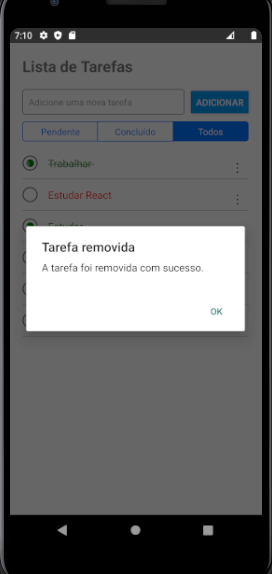 7:10
Lista de Tarefas
Adicione uma nova tarefa
ADICIONAR
Pendente Concluído Todos
Trabalhar
Estudar React
Estudar
Tarefa removida
A tarefa foi removida com sucesso.
OK